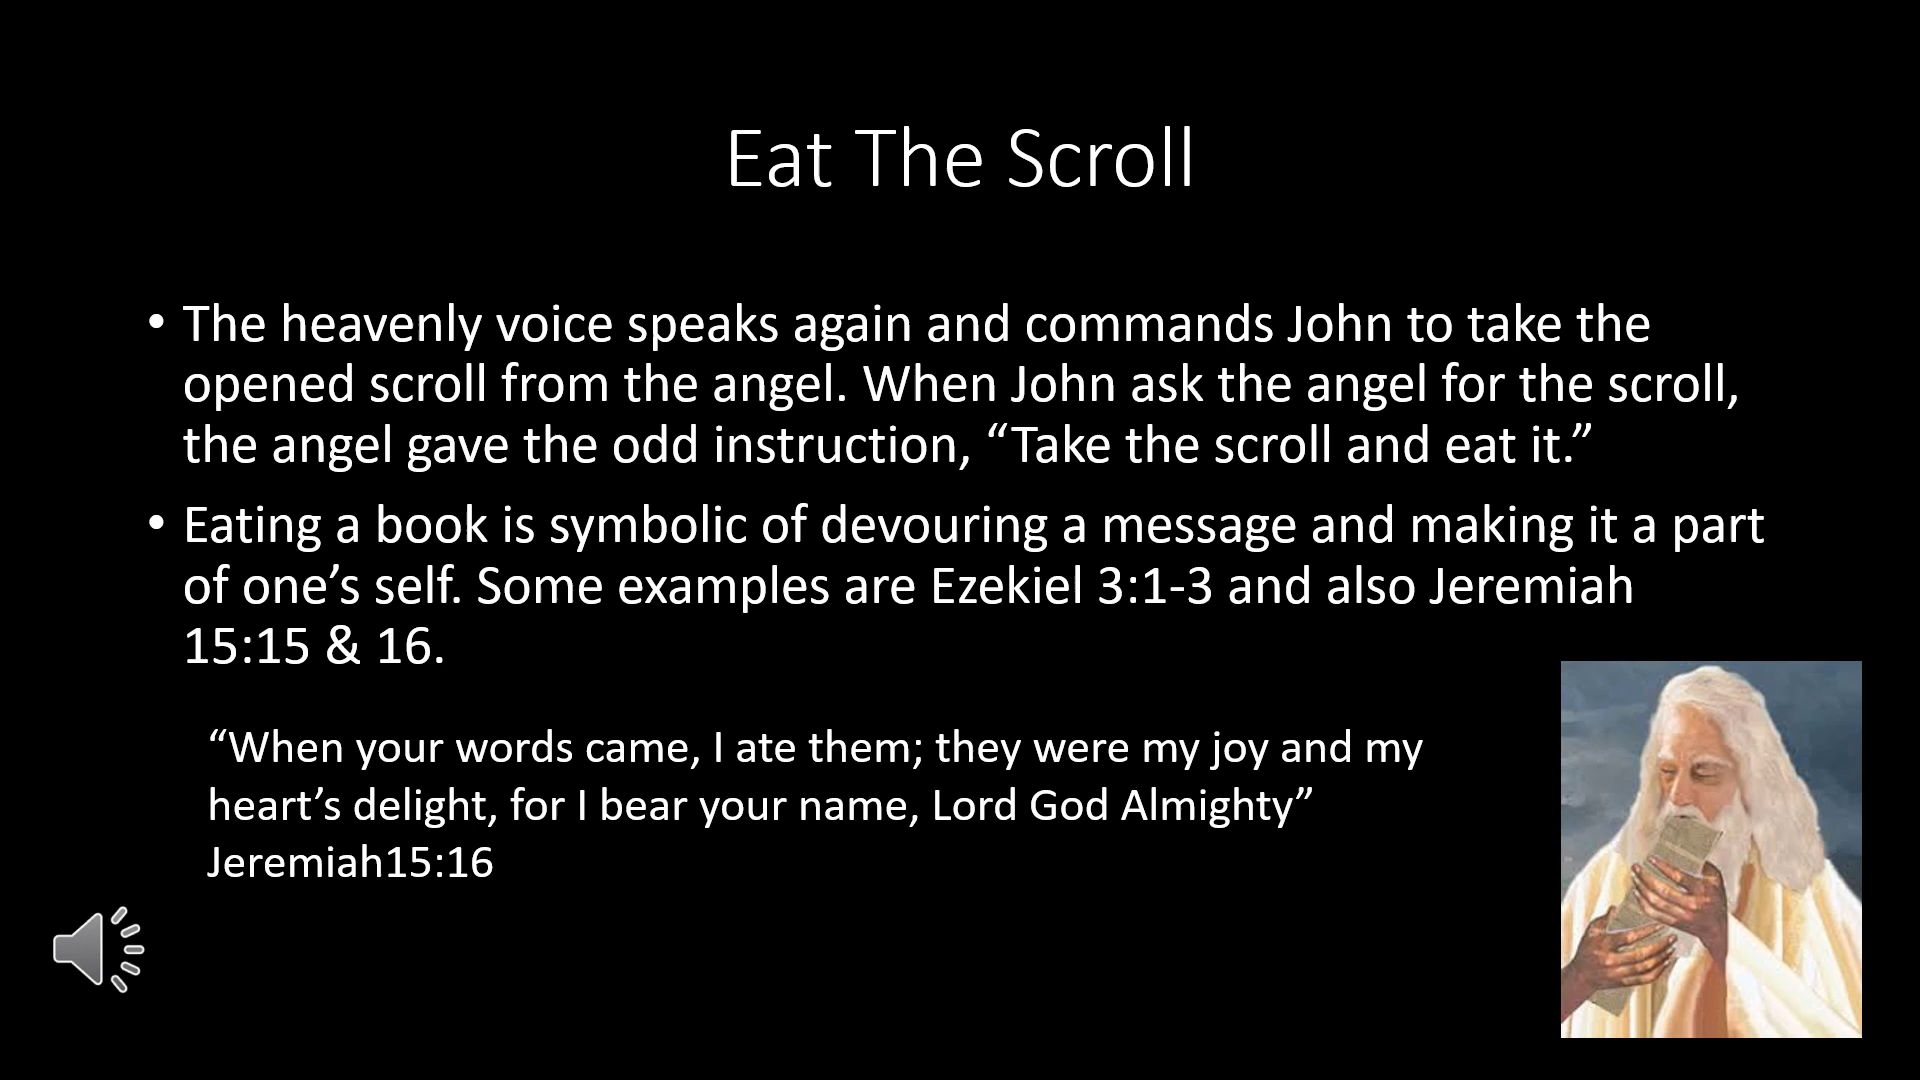 Eat The Scroll
• The heavenly voice speaks again and commands John to take the
opened scroll from the angel. When John ask the angel for the scroll,
the angel gave the odd instruction, “Take the scroll and eat it.”
• Eating a book is symbolic of devouring a message and making it a part
of one’s self. Some examples are Ezekiel 3:1-3 and also Jeremiah
15:15 & 16.
“When your words came, I ate them; they were my joy and my
heart’s delight, for I bear your name, Lord God Almighty”
Jeremiah15:16